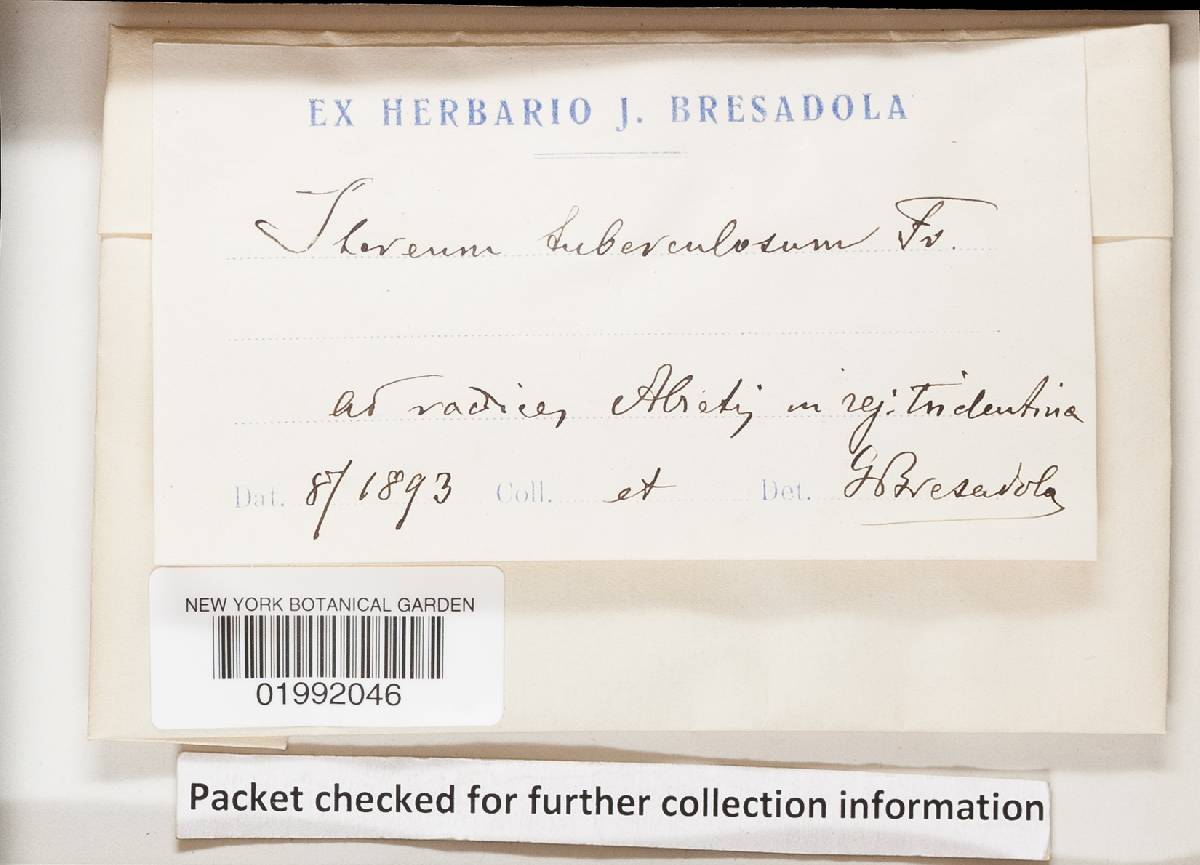 EX HERBARIO J. BRESADOLA
Stereum tuberculosum Fr.
ad radices Abietis in reg. Tridentina
Dat. 8/1893 Coll. et Det. GBresadola
NEW YORK BOTANICAL GARDEN
01992046
Packet checked for further collection information